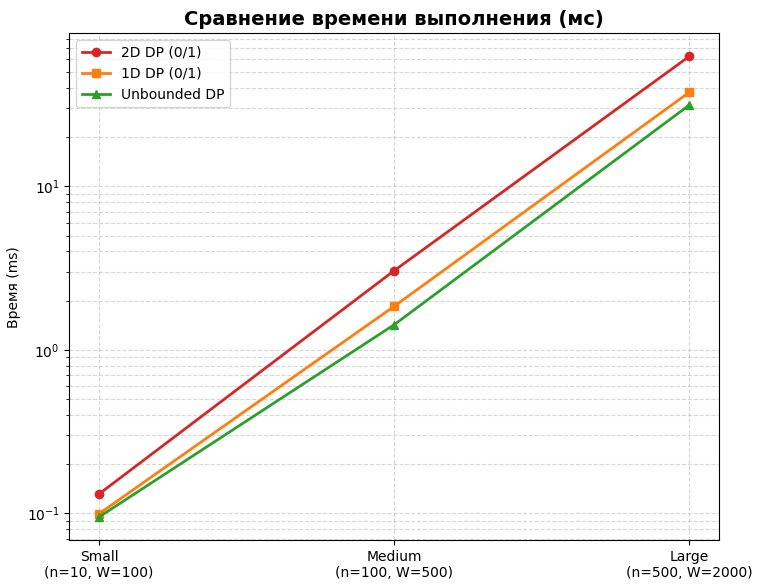 Сравнение времени выполнения (мс)
2D DP (0/1)
1D DP (0/1)
Unbounded DP
Время (ms)
10¹
10⁰
10⁻¹
Small
(n=10, W=100)
Medium
(n=100, W=500)
Large
(n=500, W=2000)